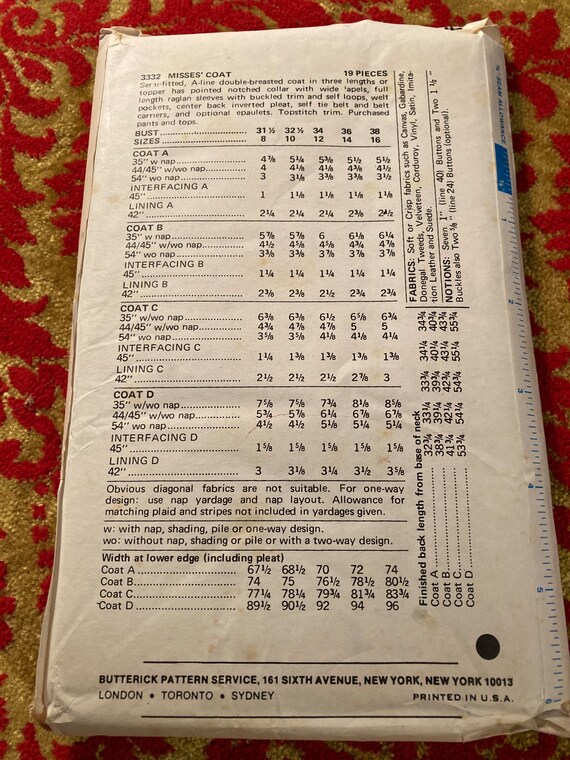 3332 MISSES' COAT 19 PIECES
Semi-fitted, A-line double-breasted coat in three lengths or
topper has pointed notched collar with wide lapels, full
length raglan sleeves with buckled trim and self loops, welt
pockets, center back inverted pleat, self tie belt and belt
carriers, and optional epaulets. Topstitch trim. Purchased
pants and tops.
BUST 31½ 32½ 34 36 38
SIZES 8 10 12 14 16
COAT A
35" w nap 4⅞ 5¼ 5⅜ 5½ 5½
44/45" w/wo nap 4 4⅛ 4⅛ 4⅜ 4½
54" wo nap 3 3⅛ 3⅜ 3⅜ 3½
INTERFACING A
45" 1 1⅛ 1⅛ 1⅛ 1⅛
LINING A
42" 2¼ 2¼ 2¼ 2⅜ 2½
COAT B
35" w nap 5⅞ 5⅞ 6 6⅛ 6¼
44/45" w/wo nap 4½ 4⅝ 4⅝ 4¾ 4⅞
54" wo nap 3⅜ 3⅜ 3⅞ 3⅞ 3⅞
INTERFACING B
45" 1¼ 1¼ 1¼ 1¼ 1¼
LINING B
42" 2⅜ 2⅜ 2½ 2¾ 2¾
COAT C
35" w/wo nap 6⅜ 6⅜ 6½ 6⅝ 6¾
44/45" w/wo nap 4¾ 4⅞ 4⅞ 5 5
54" wo nap 3⅝ 3⅝ 4⅛ 4⅛ 4¼
INTERFACING C
45" 1¼ 1⅜ 1⅜ 1⅜ 1⅜
LINING C
42" 2½ 2½ 2½ 2⅞ 3
COAT D
35" w/wo nap 7⅝ 7⅝ 7¾ 8⅛ 8⅝
44/45" w/wo nap 5¾ 5⅞ 6¼ 6⅞ 6⅞
54" wo nap 4½ 4½ 5⅛ 5¼ 5¼
INTERFACING D
45" 1⅝ 1⅝ 1⅝ 1⅝ 1⅝
LINING D
42" 3 3⅛ 3¼ 3½ 3⅝
Obvious diagonal fabrics are not suitable. For one-way
design: use nap yardage and nap layout. Allowance for
matching plaid and stripes not included in yardages given.
w: with nap, shading, pile or one-way design.
wo: without nap, shading or pile or with a two-way design.
Width at lower edge (including pleat)
Coat A 67½ 68½ 70 72 74
Coat B 74 75 76½ 78½ 80½
Coat C 77¼ 78¼ 79¾ 81¾ 83¾
Coat D 89½ 90½ 92 94 96
FABRICS: Soft or Crisp fabrics such as Canvas, Gabardine,
Donegal Tweeds, Velveteen, Corduroy, Vinyl, Satin, Imita-
tion Leather and Suede.
NOTIONS: Seven 1" (line 40) Buttons and Two 1½"
Buckles also Two ⅝" (line 24) Buttons (optional).
Finished back length from base of neck
Coat A 32¾ 33¼ 33¾ 34¼ 34¾
Coat B 38¾ 39¼ 39¾ 40¼ 40¾
Coat C 41¾ 42¼ 42¾ 43¼ 43¾
Coat D 53¾ 54¼ 54¾ 55¼ 55¾
BUTTERICK PATTERN SERVICE, 161 SIXTH AVENUE, NEW YORK, NEW YORK 10013
LONDON • TORONTO • SYDNEY PRINTED IN U.S.A.
SEAM ALLOWANCE
2
3
4
5
6